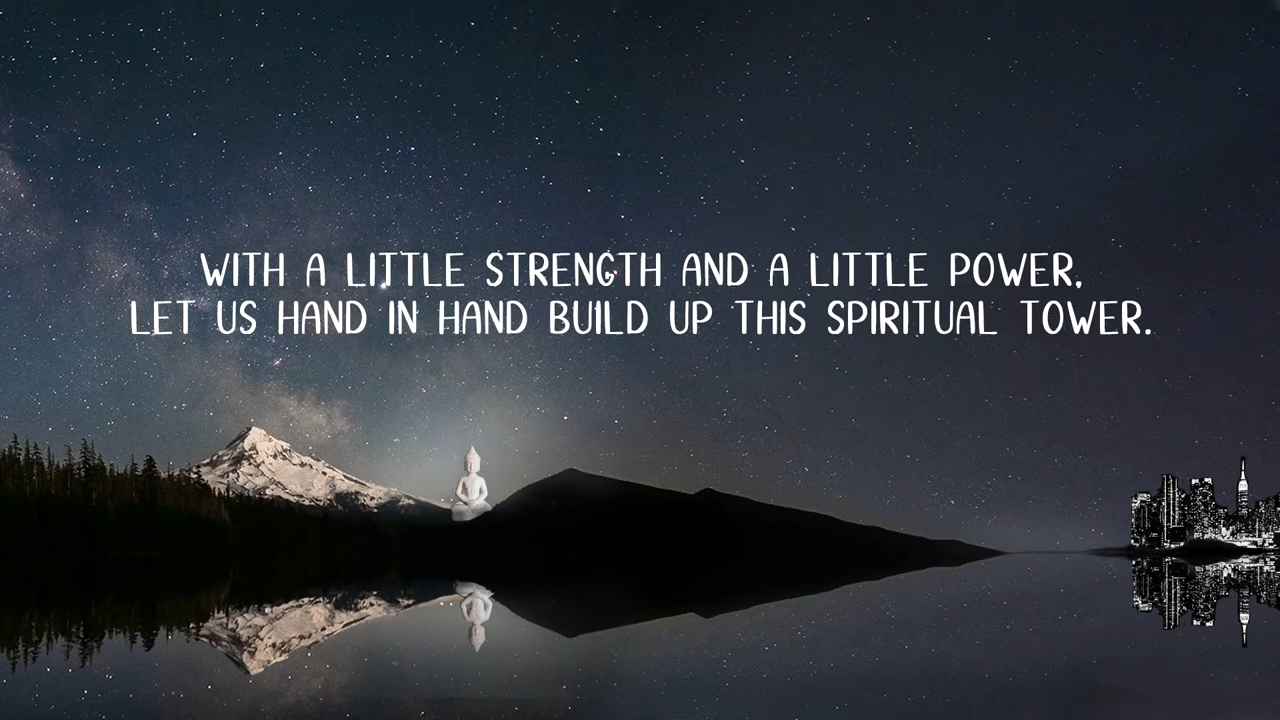 WITH A LITTLE STRENGTH AND A LITTLE POWER,
LET US HAND IN HAND BUILD UP THIS SPIRITUAL TOWER.